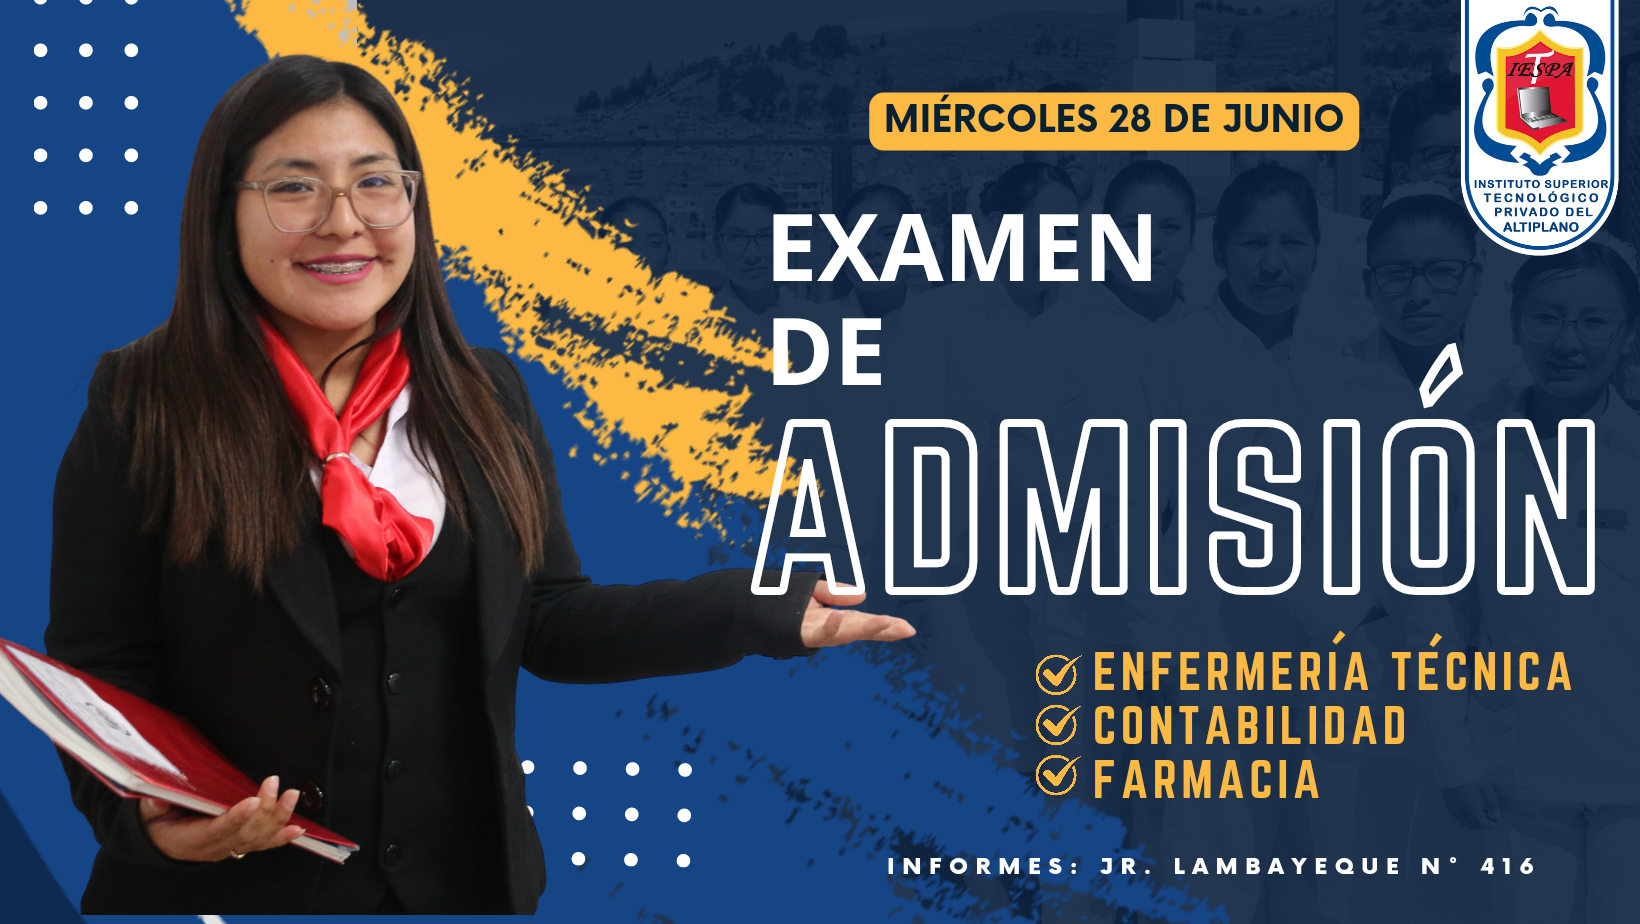 MIÉRCOLES 28 DE JUNIO
IESPA
T
INSTITUTO SUPERIOR
TECNOLÓGICO
PRIVADO DEL
ALTIPLANO
EXAMEN
DE
ADMISIÓN
ENFERMERÍA TÉCNICA
CONTABILIDAD
FARMACIA
INFORMES: JR. LAMBAYEQUE N° 416